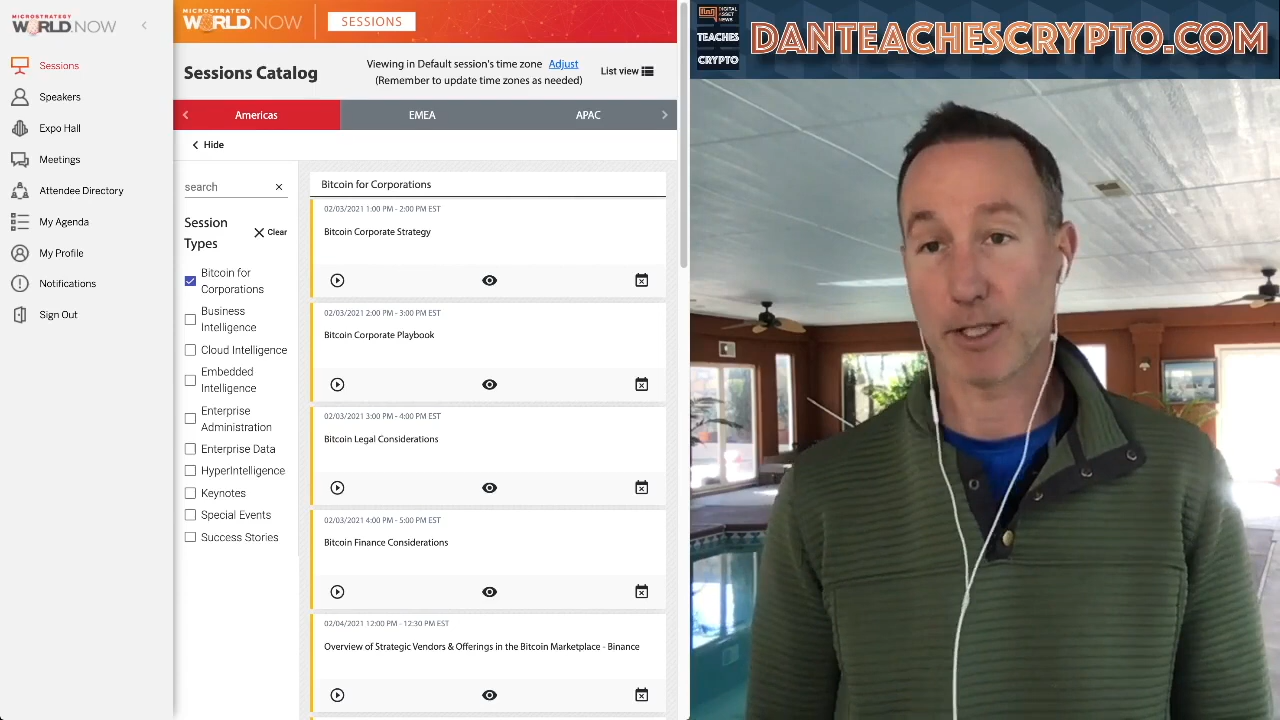 MICROSTRATEGY
WORLD.NOW
Sessions
Speakers
Expo Hall
Meetings
Attendee Directory
My Agenda
My Profile
Notifications
Sign Out
MICROSTRATEGY
WORLD.NOW
SESSIONS
Sessions Catalog
Viewing in Default session's time zone Adjust
(Remember to update time zones as needed)
List view
Americas
EMEA
APAC
Hide
search
Session
Types
Clear
Bitcoin for
Corporations
Business
Intelligence
Cloud Intelligence
Embedded
Intelligence
Enterprise
Administration
Enterprise Data
HyperIntelligence
Keynotes
Special Events
Success Stories
Bitcoin for Corporations
02/03/2021 1:00 PM - 2:00 PM EST
Bitcoin Corporate Strategy
02/03/2021 2:00 PM - 3:00 PM EST
Bitcoin Corporate Playbook
02/03/2021 3:00 PM - 4:00 PM EST
Bitcoin Legal Considerations
02/03/2021 4:00 PM - 5:00 PM EST
Bitcoin Finance Considerations
02/04/2021 12:00 PM - 12:30 PM EST
Overview of Strategic Vendors & Offerings in the Bitcoin Marketplace - Binance
DIGITAL
ASSET
NEWS
TEACHES
CRYPTO
DANTEACHESCRYPTO.COM